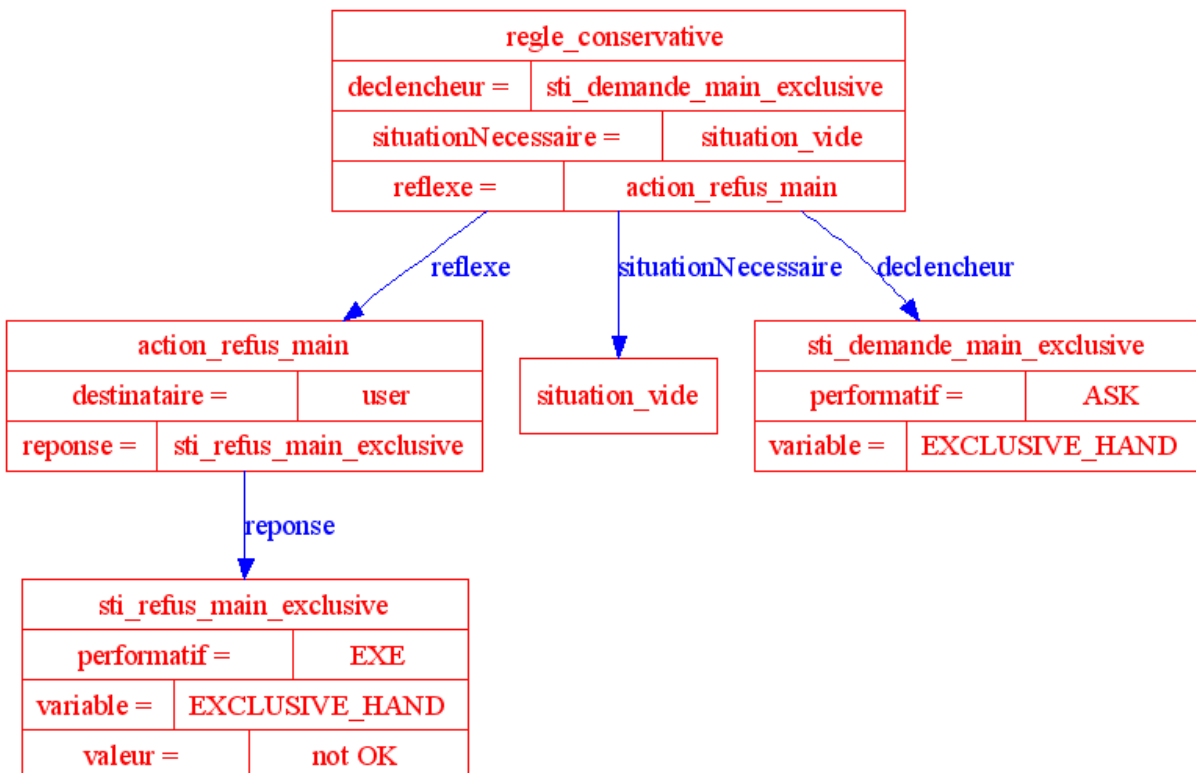 regle_conservative
declencheur = sti_demande_main_exclusive
situationNecessaire = situation_vide
reflexe = action_refus_main
reflexe situationNecessaire declencheur
action_refus_main
destinataire = user
reponse = sti_refus_main_exclusive
situation_vide
sti_demande_main_exclusive
performatif = ASK
variable = EXCLUSIVE_HAND
reponse
sti_refus_main_exclusive
performatif = EXE
variable = EXCLUSIVE_HAND
valeur = not OK